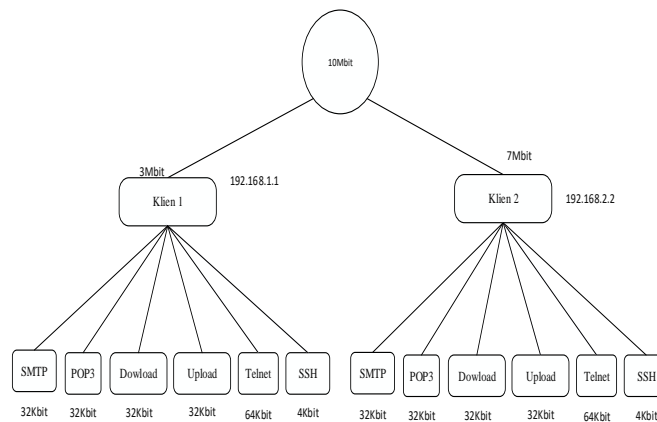 10Mbit
7Mbit
3Mbit
192.168.1.1
Klien 1
Klien 2
192.168.2.2
SMTP
POP3
Dowload
Upload
Telnet
SSH
SMTP
POP3
Dowload
Upload
Telnet
SSH
32Kbit
32Kbit
32Kbit
32Kbit
64Kbit
4Kbit
32Kbit
32Kbit
32Kbit
32Kbit
64Kbit
4Kbit